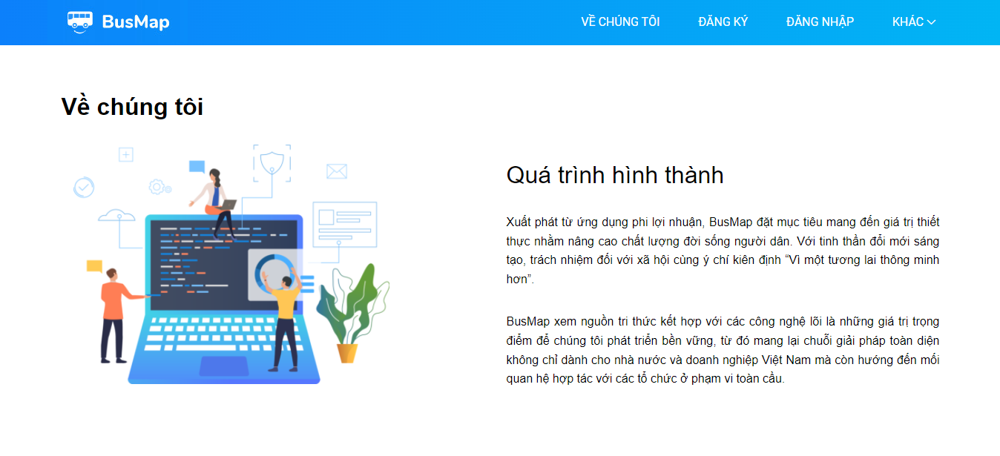 BusMap
VỀ CHÚNG TÔI
ĐĂNG KÝ
ĐĂNG NHẬP
KHÁC
Về chúng tôi
Quá trình hình thành
Xuất phát từ ứng dụng phi lợi nhuận, BusMap đặt mục tiêu mang đến giá trị thiết
thực nhằm nâng cao chất lượng đời sống người dân. Với tinh thần đổi mới sáng
tạo, trách nhiệm đối với xã hội cùng ý chí kiên định “Vì một tương lai thông minh
hơn”.
BusMap xem nguồn tri thức kết hợp với các công nghệ lõi là những giá trị trọng
điểm để chúng tôi phát triển bền vững, từ đó mang lại chuỗi giải pháp toàn diện
không chỉ dành cho nhà nước và doanh nghiệp Việt Nam mà còn hướng đến mối
quan hệ hợp tác với các tổ chức ở phạm vi toàn cầu.